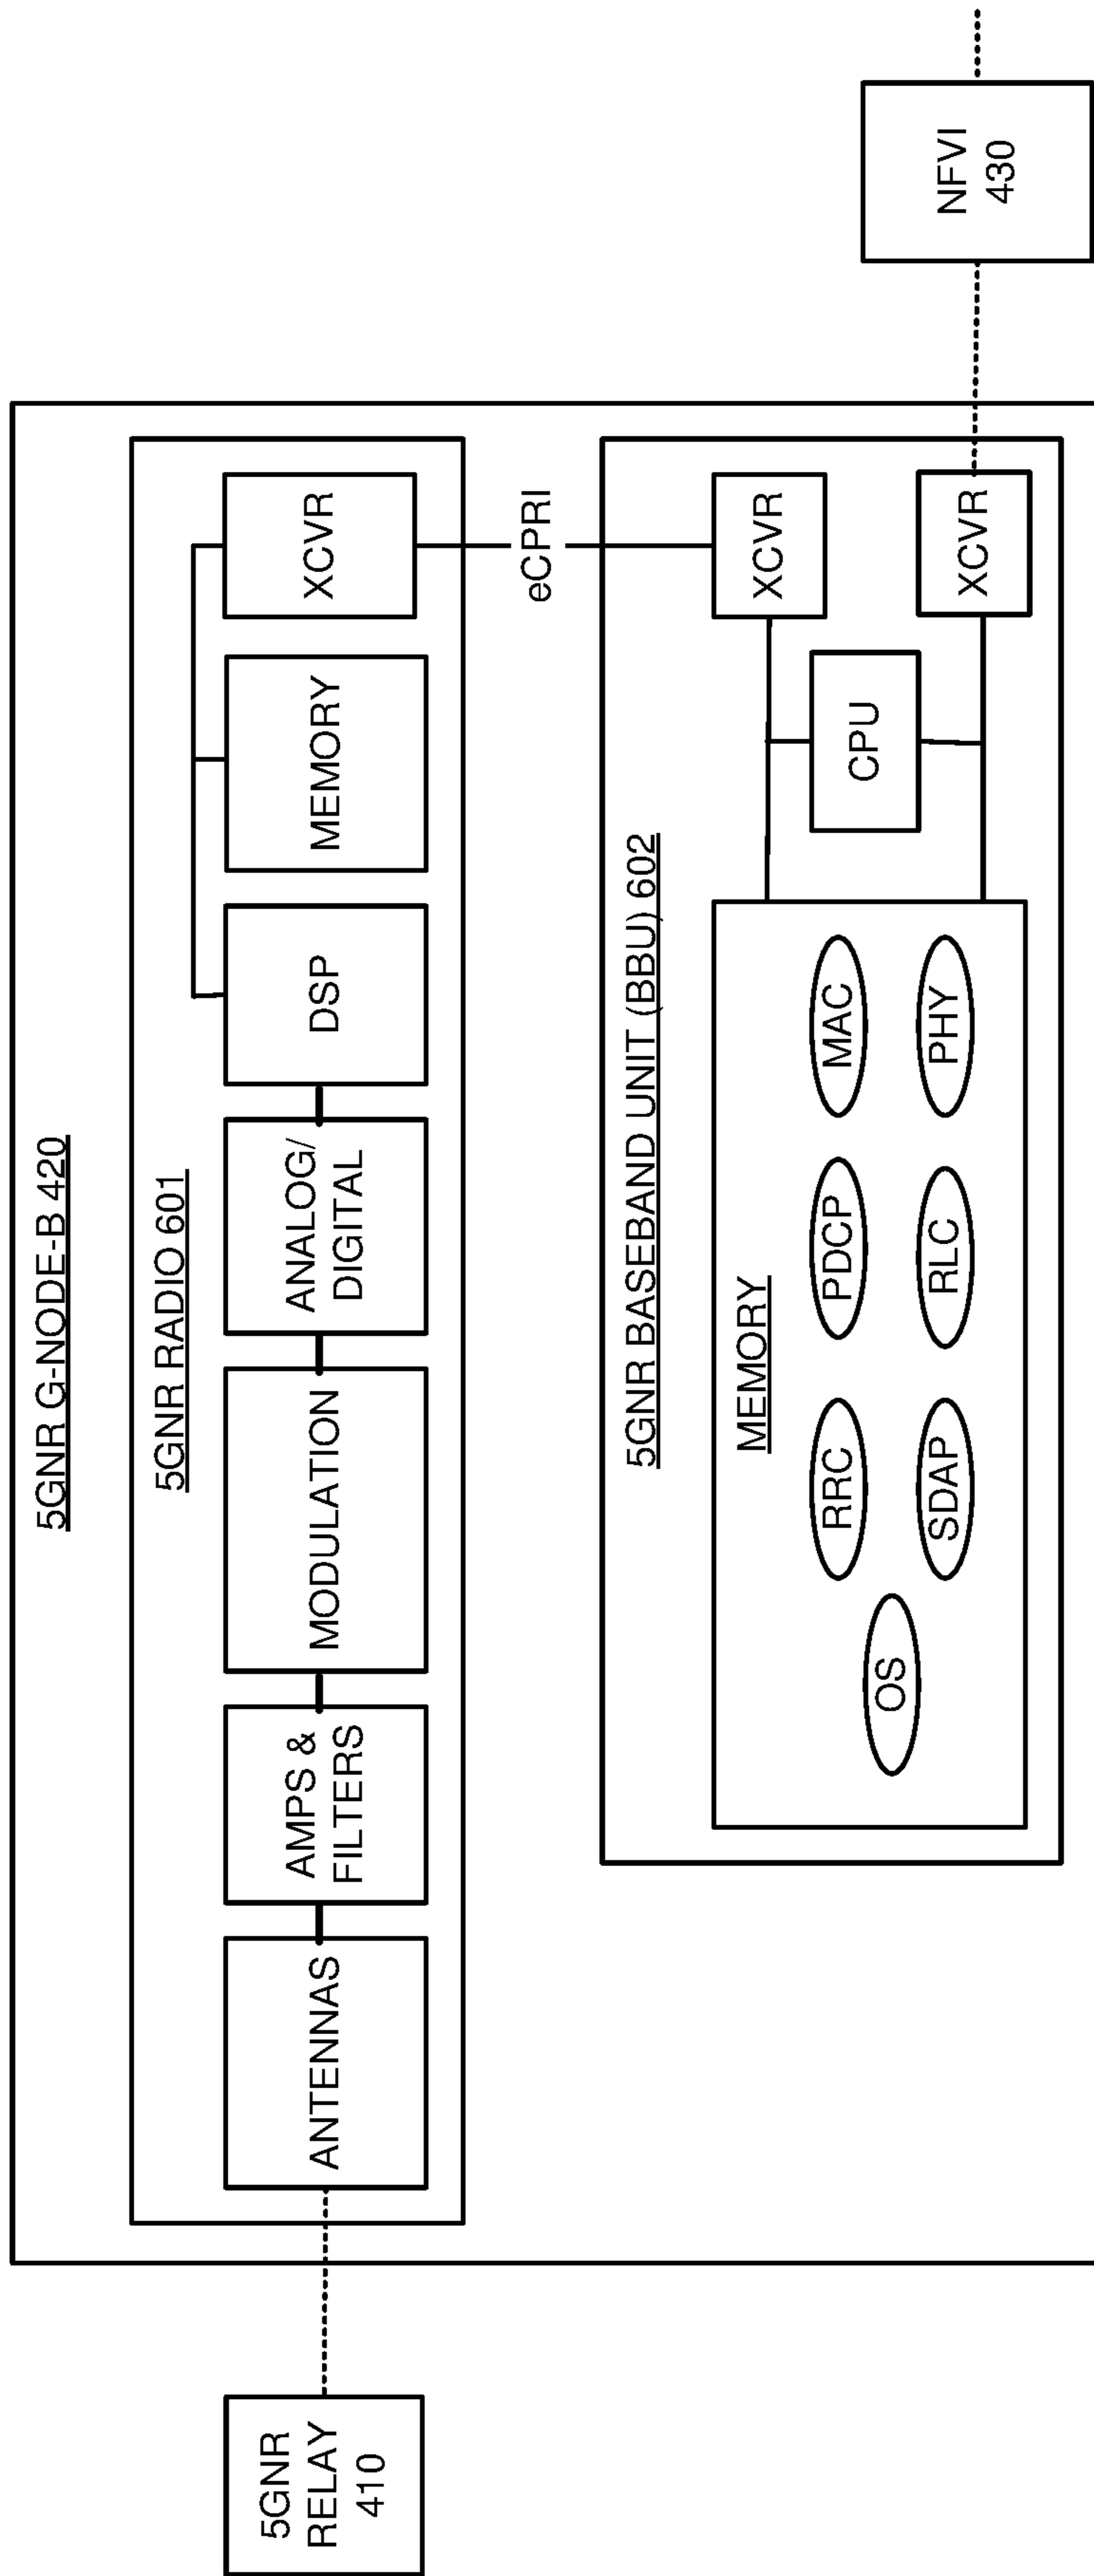 5GNR G-NODE-B 420
5GNR RADIO 601
5GNR
RELAY
410
ANTENNAS
AMPS &
FILTERS
MODULATION
ANALOG/
DIGITAL
DSP
MEMORY
XCVR
eCPRI
5GNR BASEBAND UNIT (BBU) 602
MEMORY
OS
RRC
PDCP
MAC
SDAP
RLC
PHY
CPU
XCVR
XCVR
NFVI
430